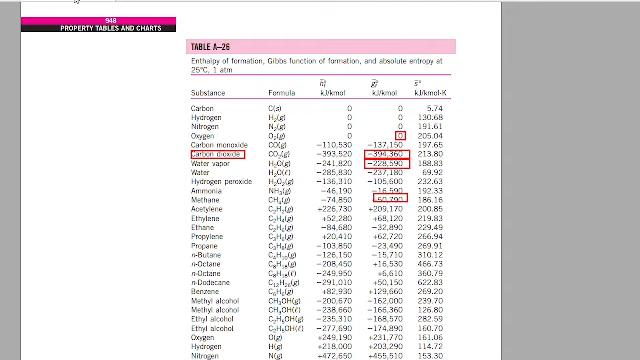 948
PROPERTY TABLES AND CHARTS
TABLE A–26
Enthalpy of formation, Gibbs function of formation, and absolute entropy at
25°C, 1 atm
h̄f° ḡf° s̄°
Substance Formula kJ/kmol kJ/kmol kJ/kmol·K
Carbon C(s) 0 0 5.74
Hydrogen H₂(g) 0 0 130.68
Nitrogen N₂(g) 0 0 191.61
Oxygen O₂(g) 0 0 205.04
Carbon monoxide CO(g) −110,530 −137,150 197.65
Carbon dioxide CO₂(g) −393,520 −394,360 213.80
Water vapor H₂O(g) −241,820 −228,590 188.83
Water H₂O(ℓ) −285,830 −237,180 69.92
Hydrogen peroxide H₂O₂(g) −136,310 −105,600 232.63
Ammonia NH₃(g) −46,190 −16,590 192.33
Methane CH₄(g) −74,850 −50,790 186.16
Acetylene C₂H₂(g) +226,730 +209,170 200.85
Ethylene C₂H₄(g) +52,280 +68,120 219.83
Ethane C₂H₆(g) −84,680 −32,890 229.49
Propylene C₃H₆(g) +20,410 +62,720 266.94
Propane C₃H₈(g) −103,850 −23,490 269.91
n-Butane C₄H₁₀(g) −126,150 −15,710 310.12
n-Octane C₈H₁₈(g) −208,450 +16,530 466.73
n-Octane C₈H₁₈(ℓ) −249,950 +6,610 360.79
n-Dodecane C₁₂H₂₆(g) −291,010 +50,150 622.83
Benzene C₆H₆(g) +82,930 +129,660 269.20
Methyl alcohol CH₃OH(g) −200,670 −162,000 239.70
Methyl alcohol CH₃OH(ℓ) −238,660 −166,360 126.80
Ethyl alcohol C₂H₅OH(g) −235,310 −168,570 282.59
Ethyl alcohol C₂H₅OH(ℓ) −277,690 −174,890 160.70
Oxygen O(g) +249,190 +231,770 161.06
Hydrogen H(g) +218,000 +203,290 114.72
Nitrogen N(g) +472,650 +455,510 153.30